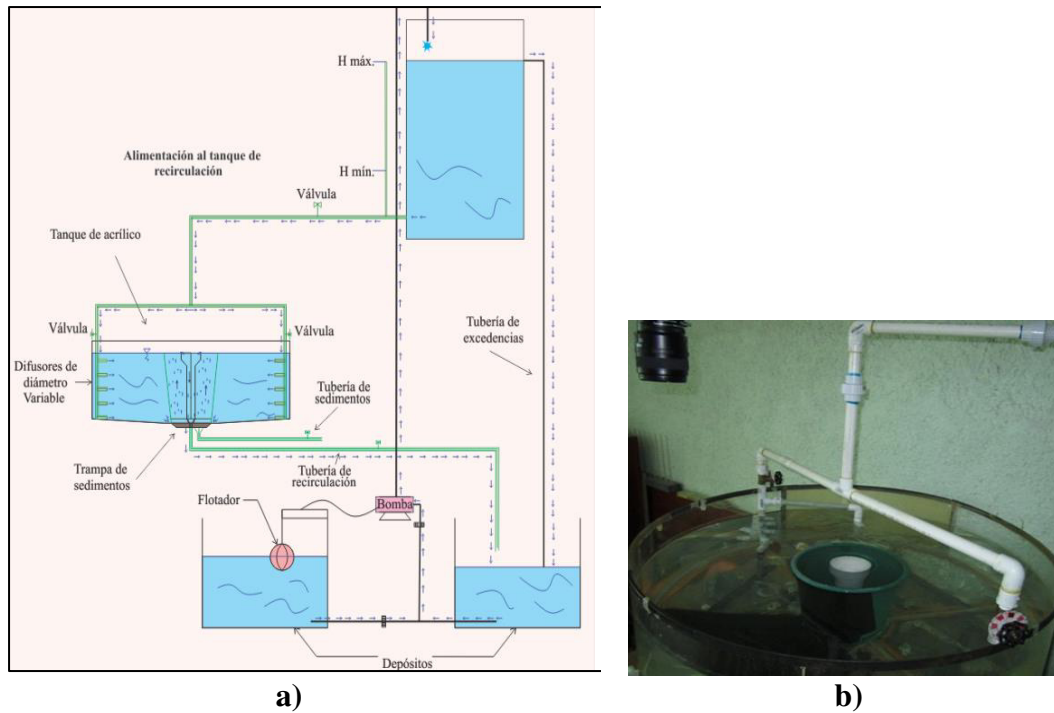 H máx.
Alimentación al tanque de
recirculación
H mín.
Válvula
Tanque de acrílico
Válvula
Válvula
Tubería de
excedencias
Difusores de
diámetro
Variable
Tubería de
sedimentos
Trampa de
sedimentos
Tubería de
recirculación
Flotador
Bomba
Depósitos
a)
b)